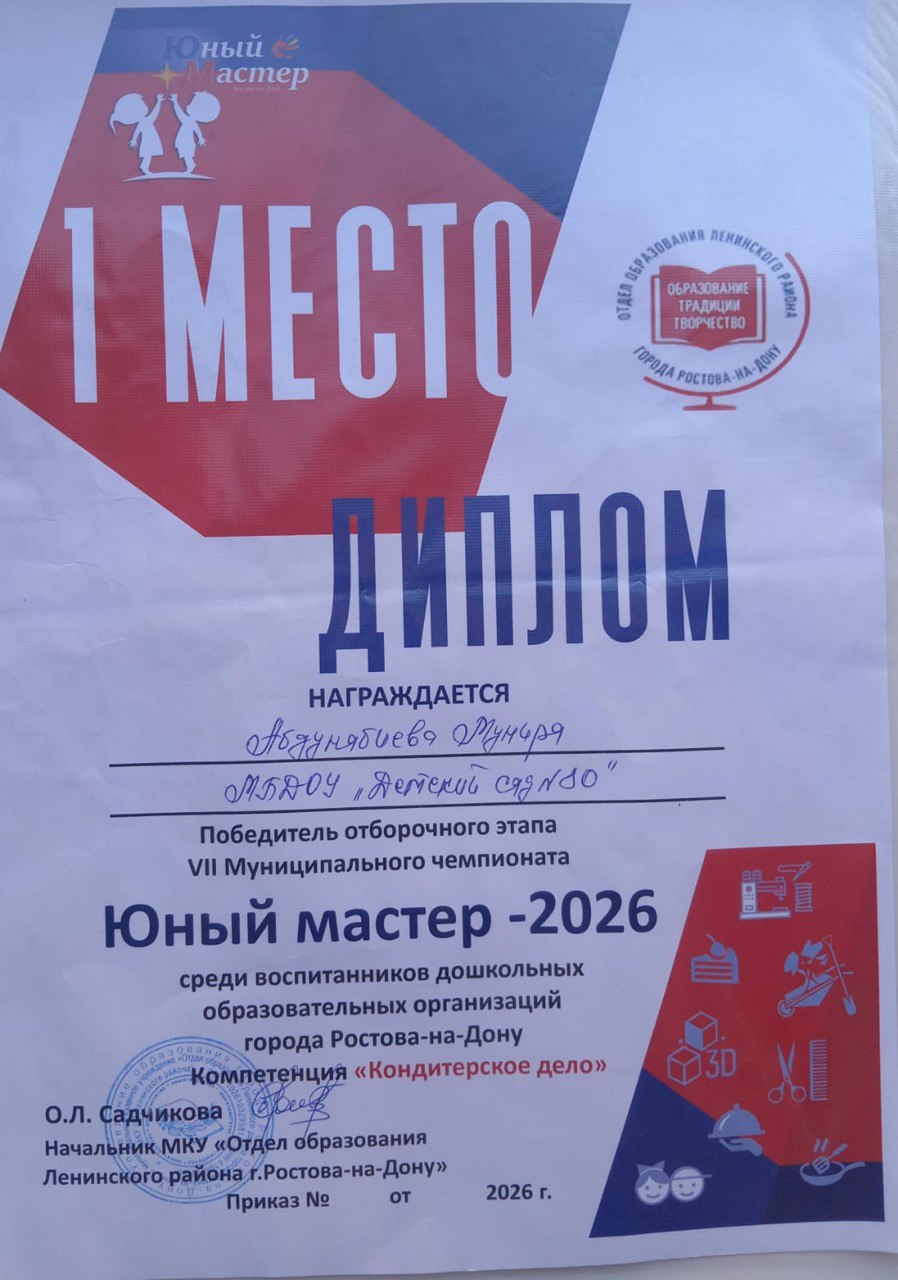 Юный
Мастер
1 МЕСТО
ОТДЕЛ ОБРАЗОВАНИЯ ЛЕНИНСКОГО РАЙОНА
ОБРАЗОВАНИЕ
ТРАДИЦИИ
ТВОРЧЕСТВО
ГОРОДА РОСТОВА-НА-ДОНУ
ДИПЛОМ
НАГРАЖДАЕТСЯ
Абдунабиева Мунира
МБДОУ „Детский сад №80"
Победитель отборочного этапа
VII Муниципального чемпионата
Юный мастер -2026
среди воспитанников дошкольных
образовательных организаций
города Ростова-на-Дону
Компетенция «Кондитерское дело»
3D
О.Л. Садчикова
Начальник МКУ «Отдел образования
Ленинского района г.Ростова-на-Дону»
Приказ № от 2026 г.